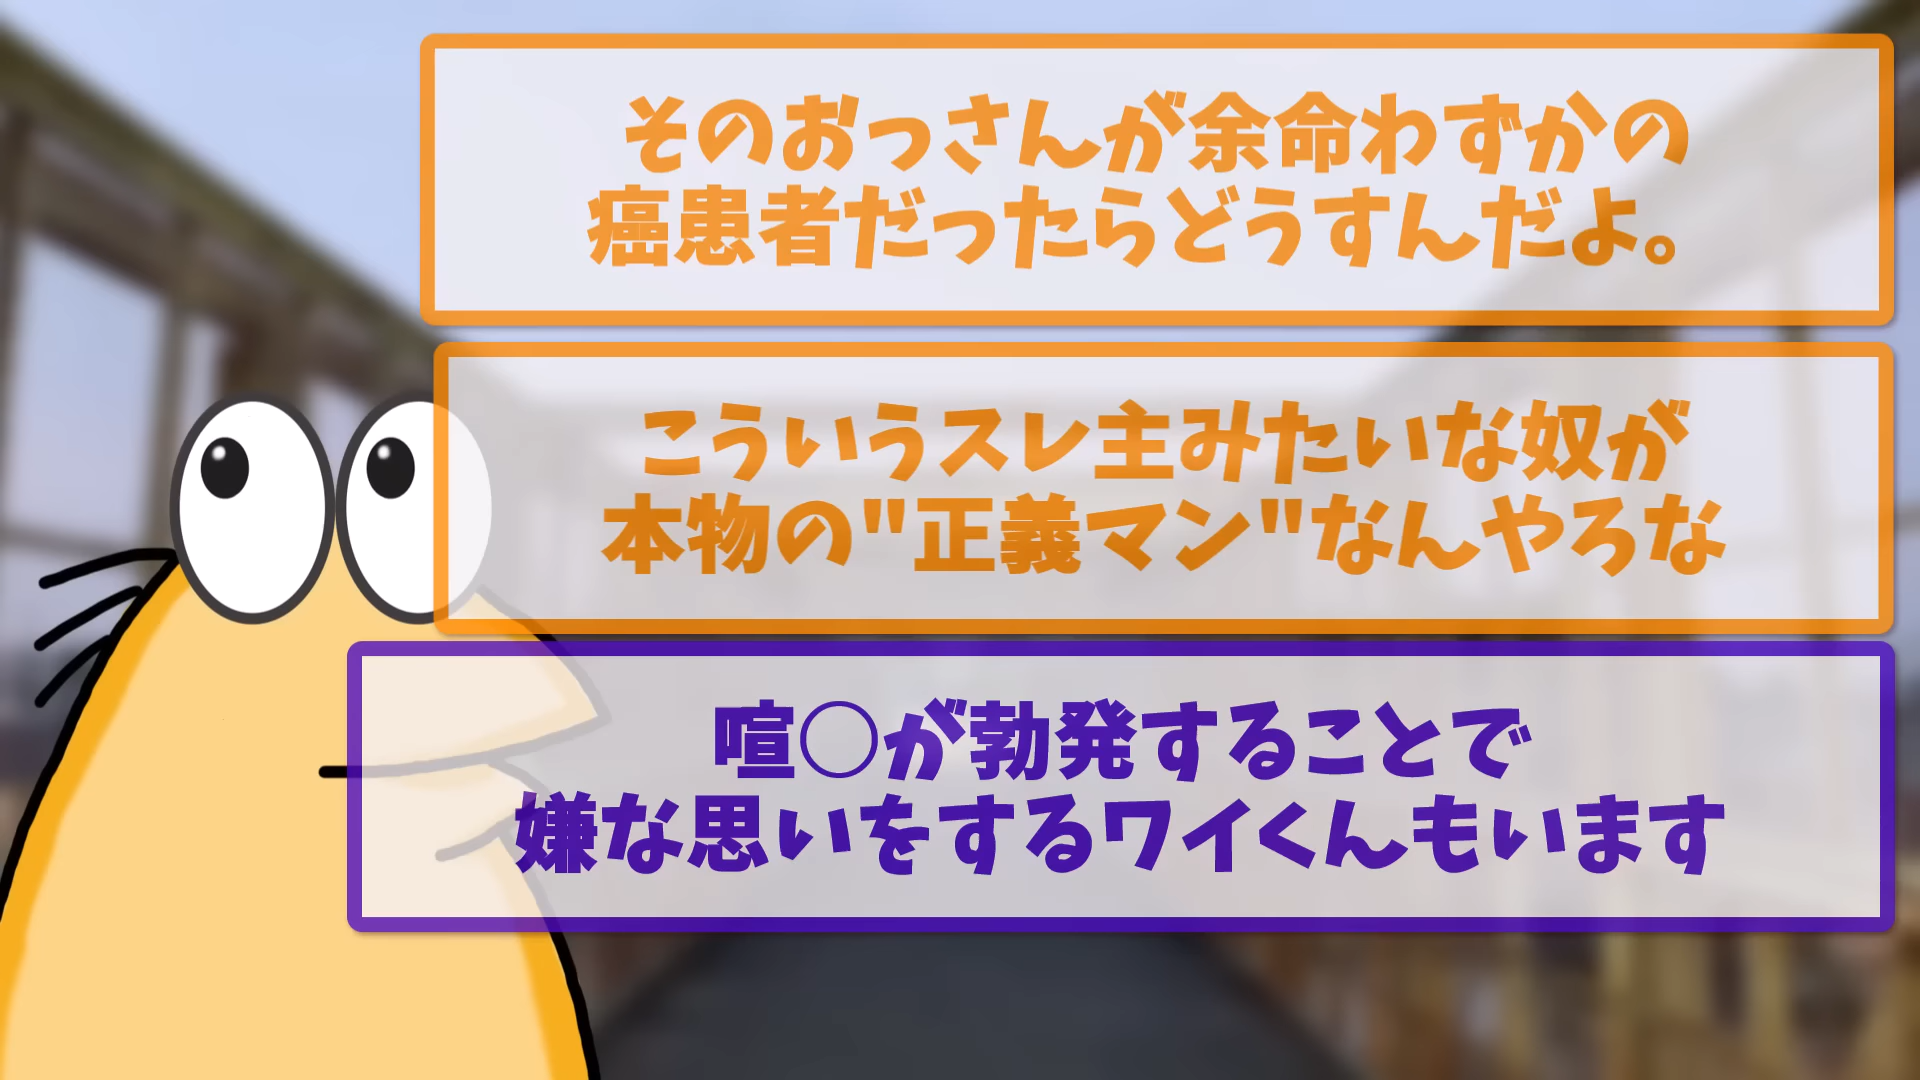 そのおっさんが余命わずかの
癌患者だったらどうすんだよ。
こういうスレ主みたいな奴が
本物の"正義マン"なんやろな
喧◯が勃発することで
嫌な思いをするワイくんもいます